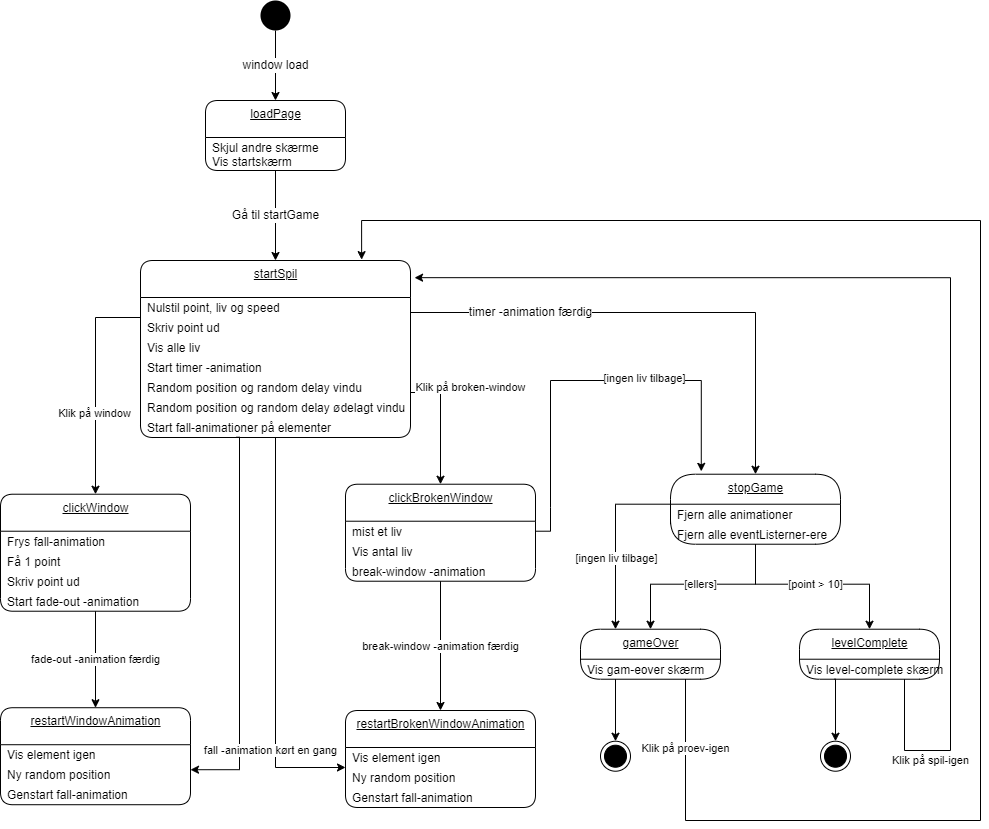 window load
loadPage
Skjul andre skærme
Vis startskærm
Gå til startGame
startSpil
Nulstil point, liv og speed
Skriv point ud
Vis alle liv
Start timer -animation
Random position og random delay vindu
Random position og random delay ødelagt vindu
Start fall-animationer på elementer
timer -animation færdig
Klik på window
Klik på broken-window
[ingen liv tilbage]
clickWindow
Frys fall-animation
Få 1 point
Skriv point ud
Start fade-out -animation
clickBrokenWindow
mist et liv
Vis antal liv
break-window -animation
stopGame
Fjern alle animationer
Fjern alle eventListerner-ere
[ingen liv tilbage]
[ellers]
[point > 10]
fade-out -animation færdig
break-window -animation færdig
gameOver
Vis gam-eover skærm
levelComplete
Vis level-complete skærm
restartWindowAnimation
Vis element igen
Ny random position
Genstart fall-animation
fall -animation kørt en gang
restartBrokenWindowAnimation
Vis element igen
Ny random position
Genstart fall-animation
Klik på proev-igen
Klik på spil-igen